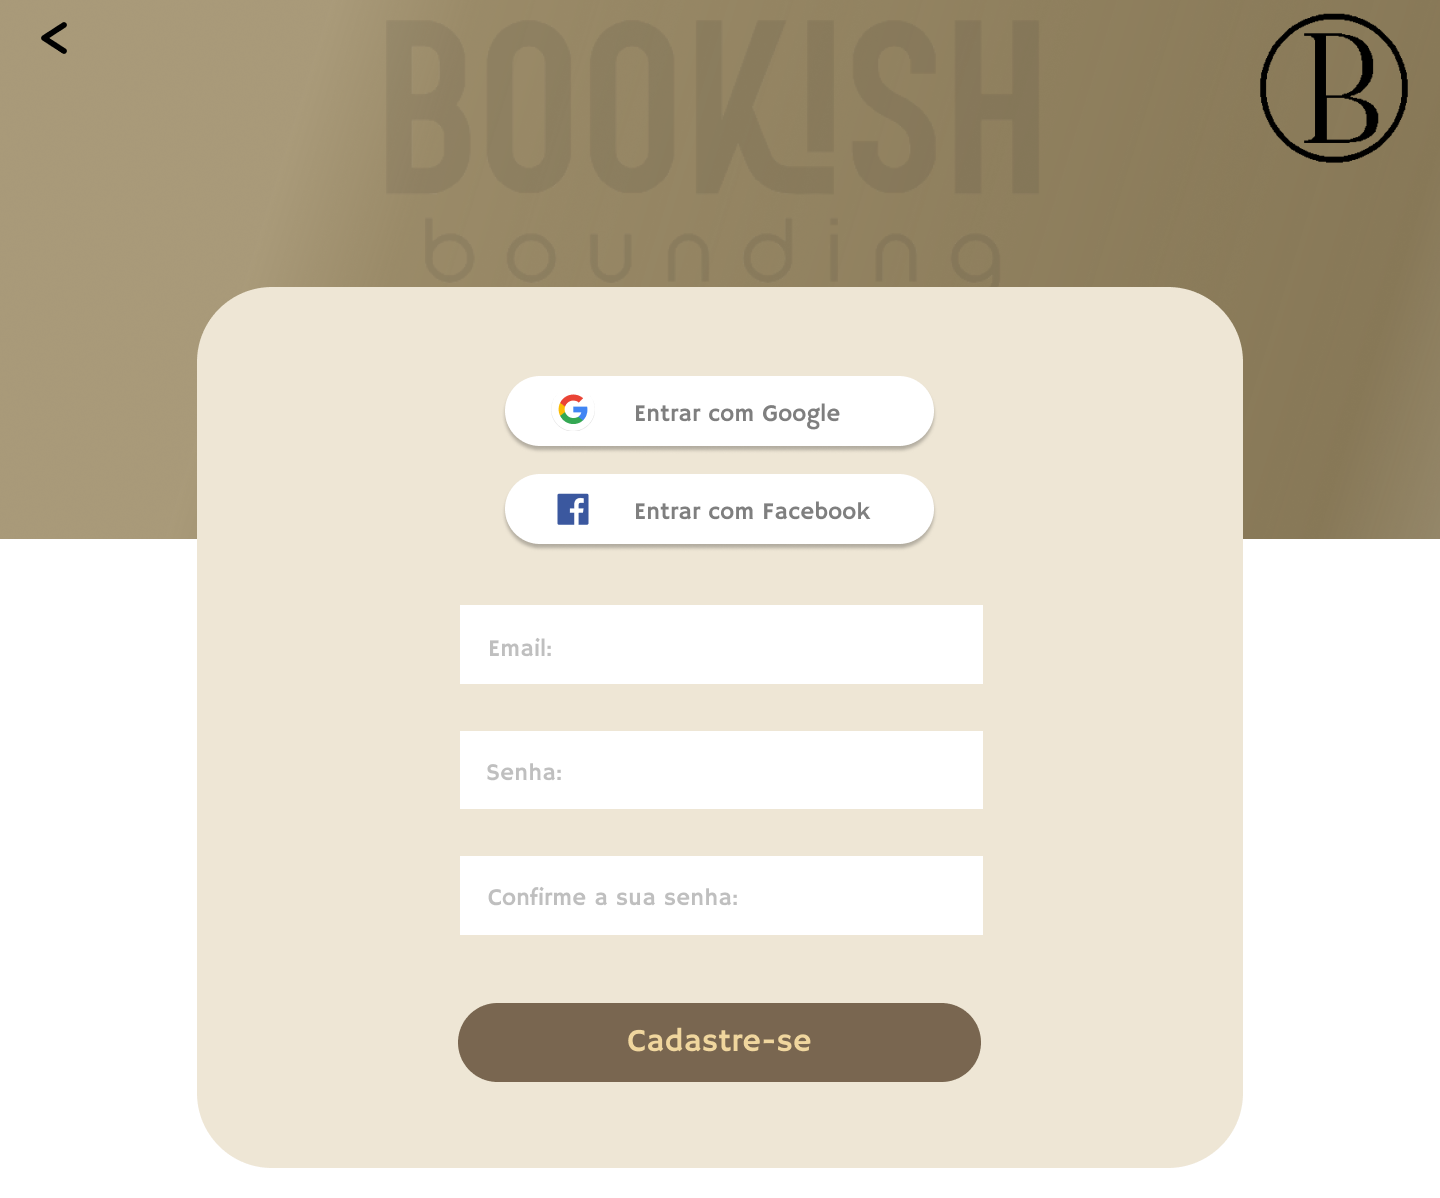 <
BOOKISH
bounding
B
Entrar com Google
Entrar com Facebook
Email:
Senha:
Confirme a sua senha:
Cadastre-se